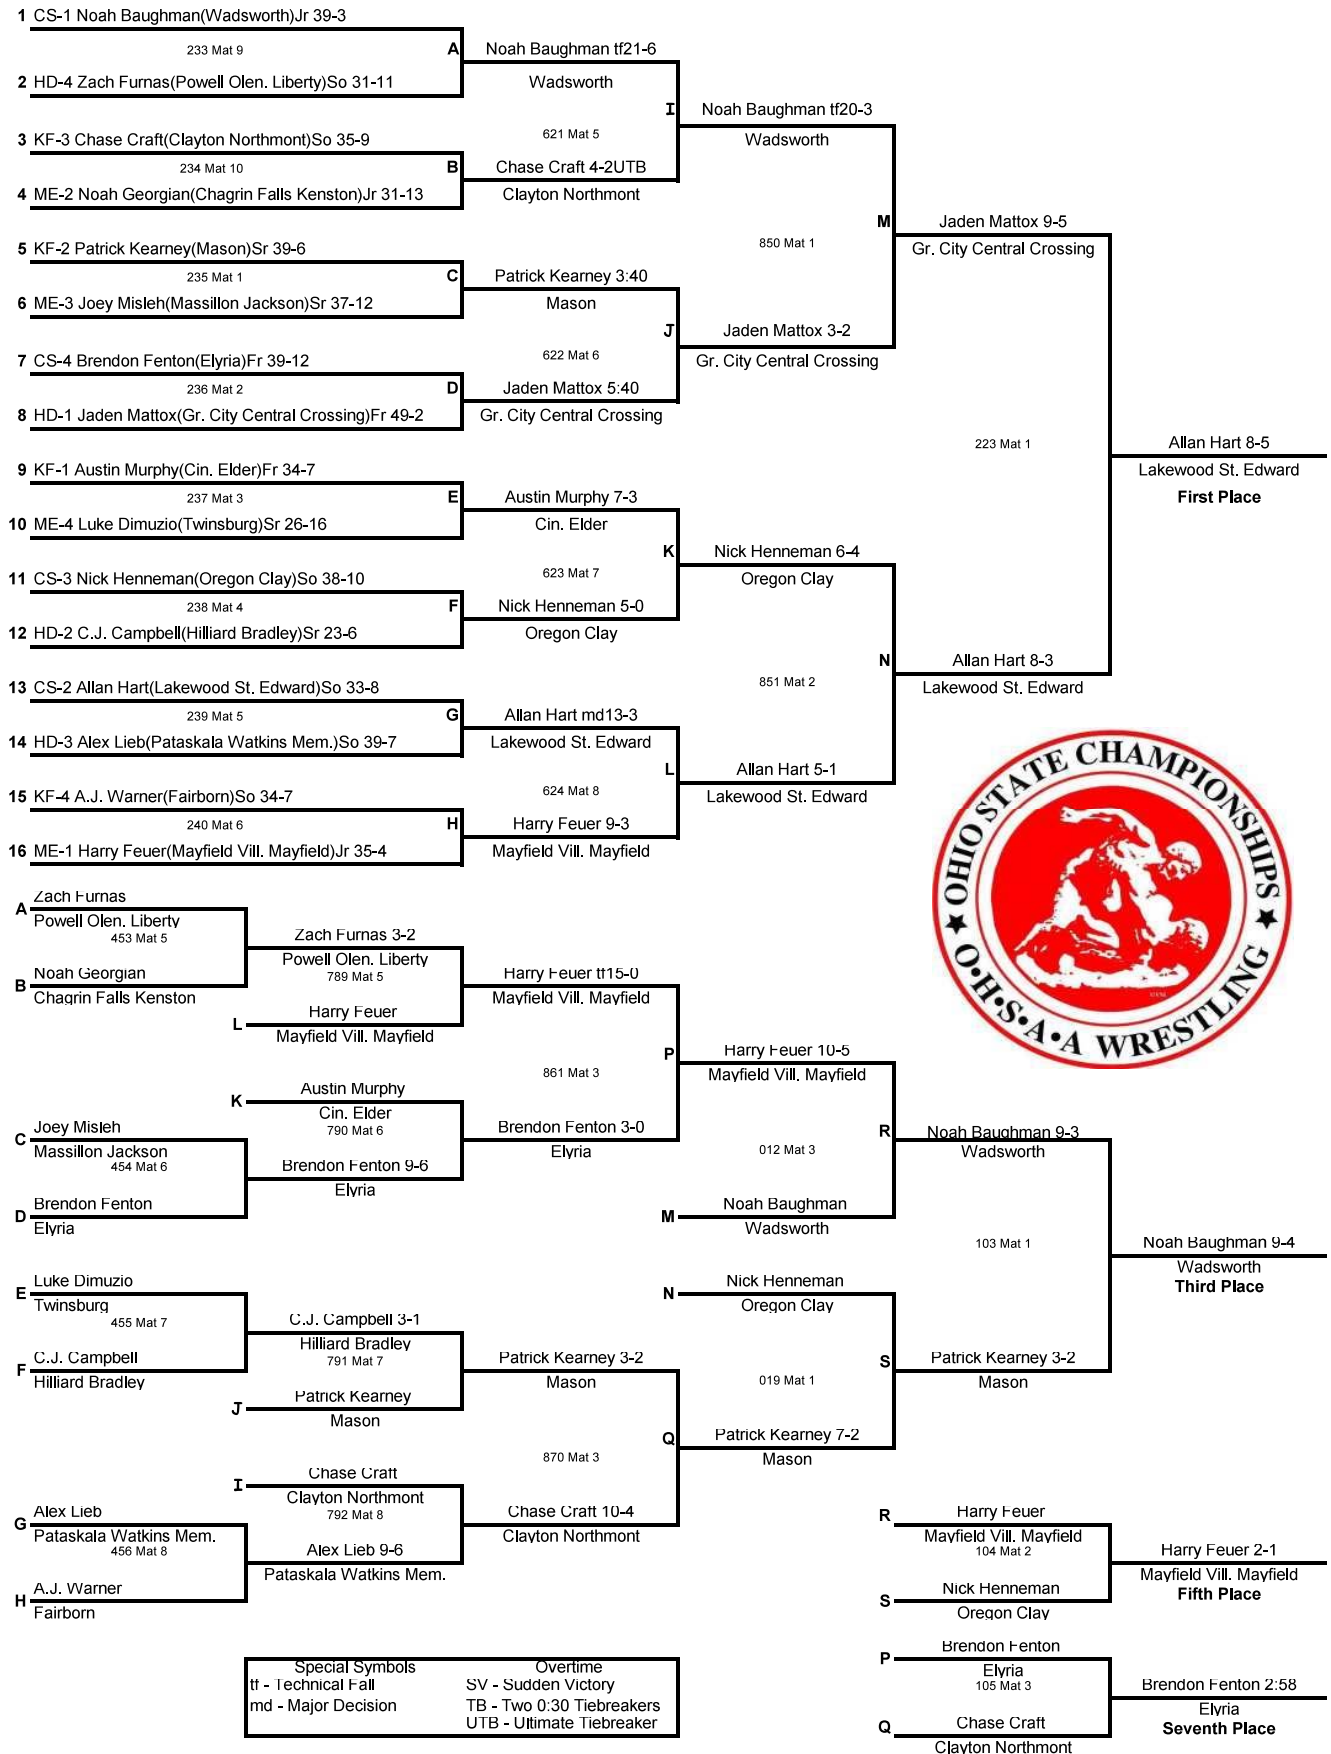 1 CS-1 Noah Baughman(Wadsworth)Jr 39-3
233 Mat 9
A
2 HD-4 Zach Furnas(Powell Olen. Liberty)So 31-11
Noah Baughman tf21-6
Wadsworth
I
621 Mat 5
3 KF-3 Chase Craft(Clayton Northmont)So 35-9
234 Mat 10
B
4 ME-2 Noah Georgian(Chagrin Falls Kenston)Jr 31-13
Chase Craft 4-2UTB
Clayton Northmont
Noah Baughman tf20-3
Wadsworth
M
850 Mat 1
5 KF-2 Patrick Kearney(Mason)Sr 39-6
235 Mat 1
C
6 ME-3 Joey Misleh(Massillon Jackson)Sr 37-12
Patrick Kearney 3:40
Mason
J
622 Mat 6
7 CS-4 Brendon Fenton(Elyria)Fr 39-12
236 Mat 2
D
8 HD-1 Jaden Mattox(Gr. City Central Crossing)Fr 49-2
Jaden Mattox 5:40
Gr. City Central Crossing
Jaden Mattox 3-2
Gr. City Central Crossing
Jaden Mattox 9-5
Gr. City Central Crossing
223 Mat 1
9 KF-1 Austin Murphy(Cin. Elder)Fr 34-7
237 Mat 3
E
10 ME-4 Luke Dimuzio(Twinsburg)Sr 26-16
Austin Murphy 7-3
Cin. Elder
K
623 Mat 7
11 CS-3 Nick Henneman(Oregon Clay)So 38-10
238 Mat 4
F
12 HD-2 C.J. Campbell(Hilliard Bradley)Sr 23-6
Nick Henneman 5-0
Oregon Clay
Nick Henneman 6-4
Oregon Clay
N
851 Mat 2
13 CS-2 Allan Hart(Lakewood St. Edward)So 33-8
239 Mat 5
G
14 HD-3 Alex Lieb(Pataskala Watkins Mem.)So 39-7
Allan Hart md13-3
Lakewood St. Edward
L
624 Mat 8
15 KF-4 A.J. Warner(Fairborn)So 34-7
240 Mat 6
H
16 ME-1 Harry Feuer(Mayfield Vill. Mayfield)Jr 35-4
Harry Feuer 9-3
Mayfield Vill. Mayfield
Allan Hart 5-1
Lakewood St. Edward
Allan Hart 8-3
Lakewood St. Edward
Allan Hart 8-5
Lakewood St. Edward
First Place
★ OHIO STATE CHAMPIONSHIPS ★
O•H•S•A•A WRESTLING
A
Zach Furnas
Powell Olen. Liberty
453 Mat 5
B
Noah Georgian
Chagrin Falls Kenston
Zach Furnas 3-2
Powell Olen. Liberty
789 Mat 5
L
Harry Feuer
Mayfield Vill. Mayfield
Harry Feuer tf15-0
Mayfield Vill. Mayfield
P
861 Mat 3
K
Austin Murphy
Cin. Elder
790 Mat 6
C
Joey Misleh
Massillon Jackson
454 Mat 6
D
Brendon Fenton
Elyria
Brendon Fenton 9-6
Elyria
Brendon Fenton 3-0
Elyria
Harry Feuer 10-5
Mayfield Vill. Mayfield
R
012 Mat 3
M
Noah Baughman
Wadsworth
Noah Baughman 9-3
Wadsworth
103 Mat 1
Noah Baughman 9-4
Wadsworth
Third Place
E
Luke Dimuzio
Twinsburg
455 Mat 7
F
C.J. Campbell
Hilliard Bradley
C.J. Campbell 3-1
Hilliard Bradley
791 Mat 7
J
Patrick Kearney
Mason
Patrick Kearney 3-2
Mason
Q
870 Mat 3
I
Chase Craft
Clayton Northmont
792 Mat 8
G
Alex Lieb
Pataskala Watkins Mem.
456 Mat 8
H
A.J. Warner
Fairborn
Alex Lieb 9-6
Pataskala Watkins Mem.
Chase Craft 10-4
Clayton Northmont
N
Nick Henneman
Oregon Clay
S
019 Mat 1
Patrick Kearney 7-2
Mason
Patrick Kearney 3-2
Mason
R
Harry Feuer
Mayfield Vill. Mayfield
104 Mat 2
S
Nick Henneman
Oregon Clay
Harry Feuer 2-1
Mayfield Vill. Mayfield
Fifth Place
P
Brendon Fenton
Elyria
105 Mat 3
Q
Chase Craft
Clayton Northmont
Brendon Fenton 2:58
Elyria
Seventh Place
Special Symbols Overtime
tf - Technical Fall SV - Sudden Victory
md - Major Decision TB - Two 0:30 Tiebreakers
UTB - Ultimate Tiebreaker